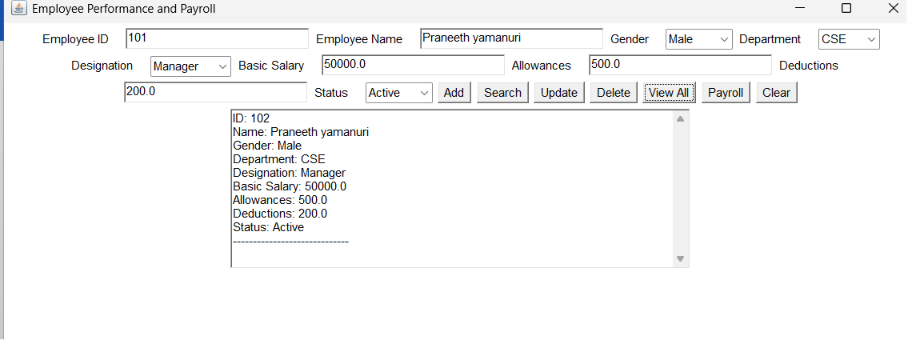 Employee Performance and Payroll
Employee ID 101 Employee Name Praneeth yamanuri Gender Male Department CSE
Designation Manager Basic Salary 50000.0 Allowances 500.0 Deductions
200.0 Status Active Add Search Update Delete View All Payroll Clear
ID: 102
Name: Praneeth yamanuri
Gender: Male
Department: CSE
Designation: Manager
Basic Salary: 50000.0
Allowances: 500.0
Deductions: 200.0
Status: Active
-----------------------------